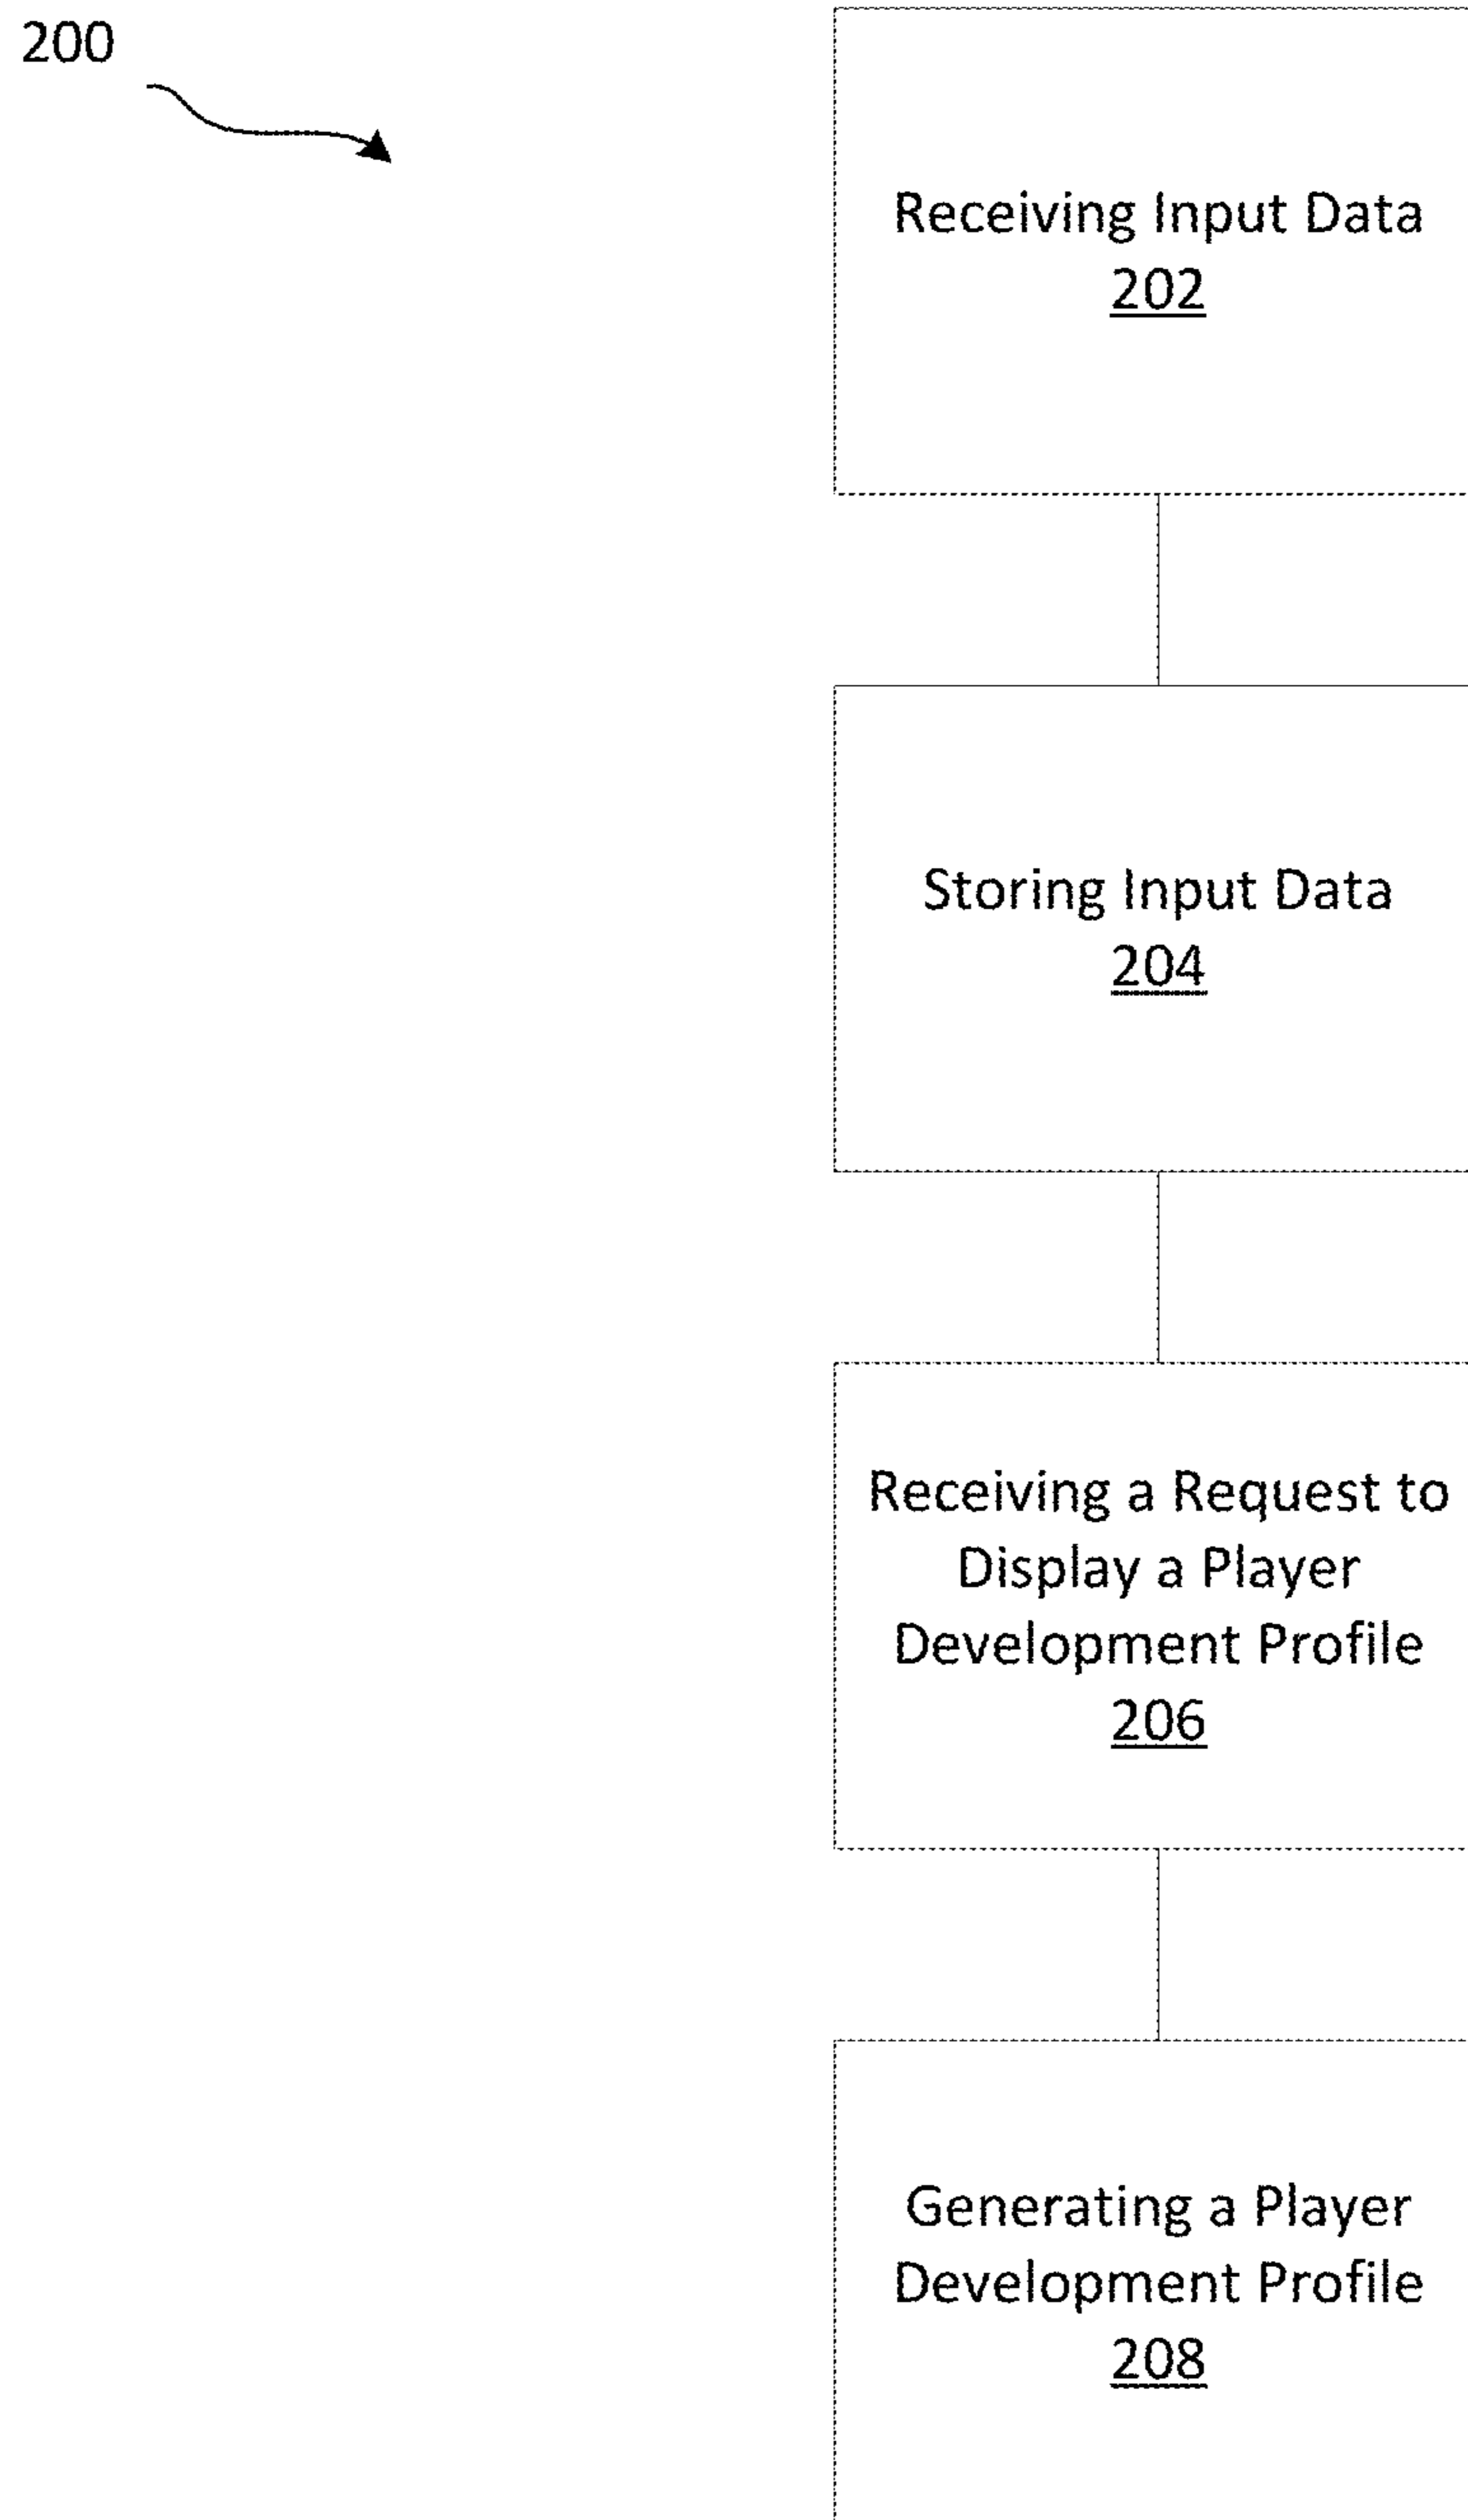 200
Receiving Input Data
202
Storing Input Data
204
Receiving a Request to
Display a Player
Development Profile
206
Generating a Player
Development Profile
208